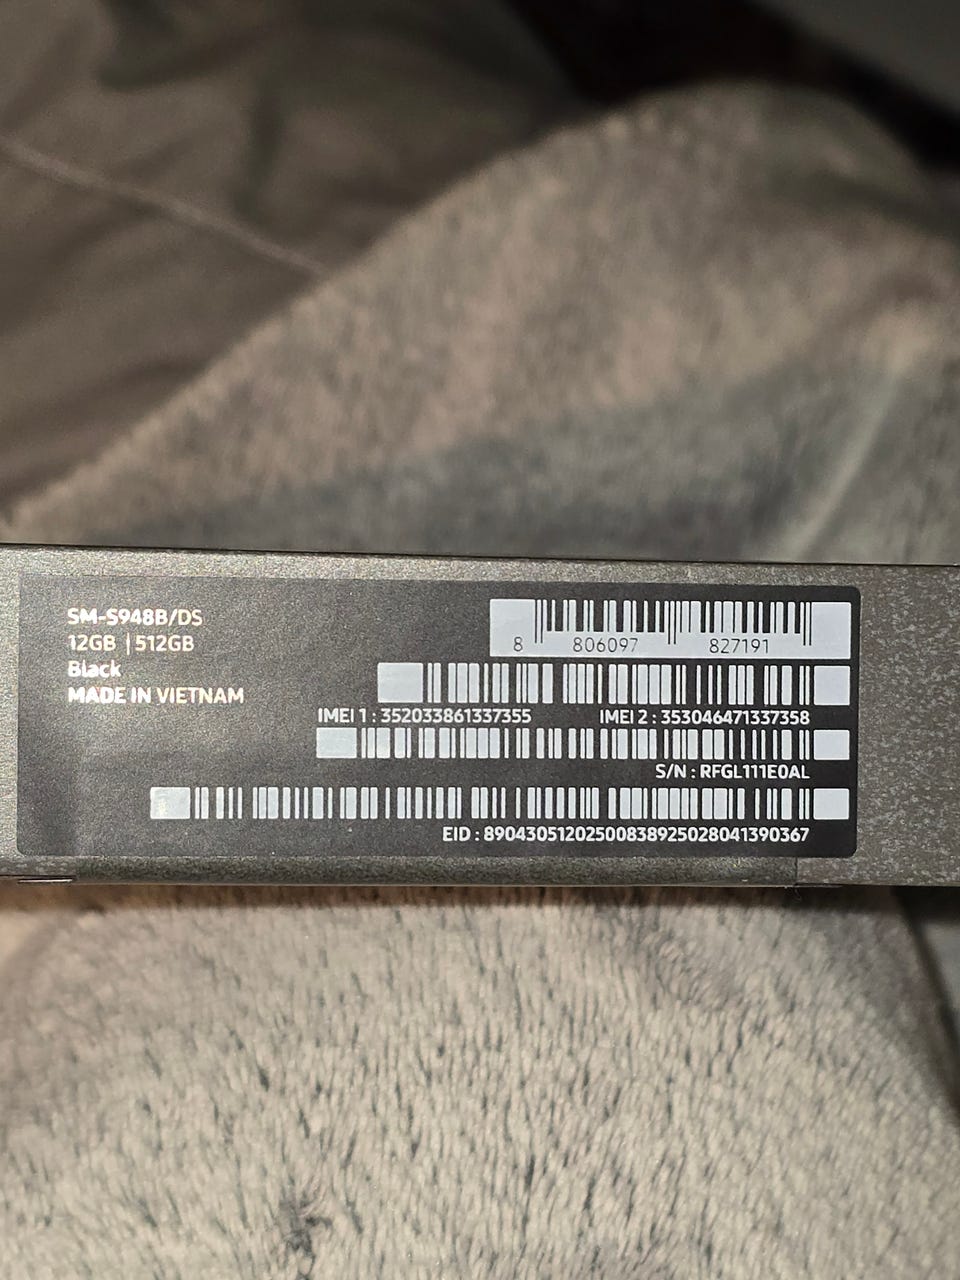 SM-S948B/DS
12GB | 512GB
Black
MADE IN VIETNAM
8 806097 827191
IMEI 1 : 352033861337355 IMEI 2 : 353046471337358
S/N : RFGL111E0AL
EID : 89043051202500838925028041390367